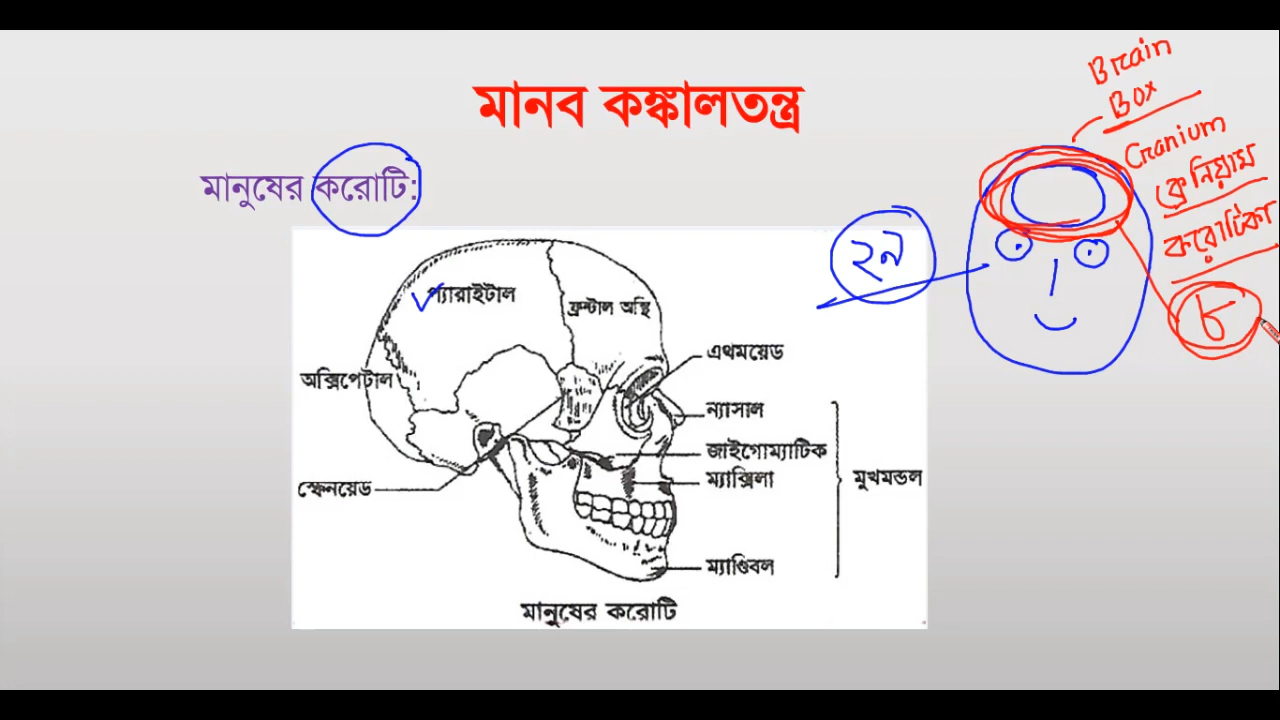 মানব কঙ্কালতন্ত্র
মানুষের করোটি:
প্যারাইটাল
ফ্রন্টাল অস্থি
এথময়েড
অক্সিপেটাল
ন্যাসাল
জাইগোম্যাটিক
ম্যাক্সিলা
মুখমন্ডল
স্ফেনয়েড
ম্যাণ্ডিবল
মানুষের করোটি
Brain
Box
Cranium
ক্রেনিয়াম
করোটিকা
৮